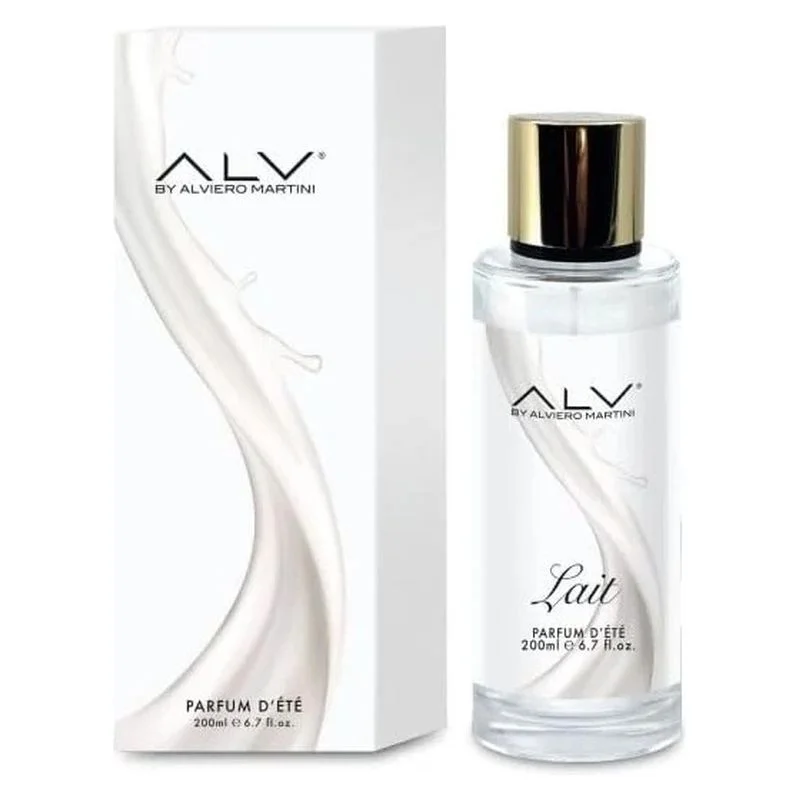 ALV®
BY ALVIERO MARTINI
PARFUM D'ÉTÉ
200ml ℮ 6.7 fl.oz.
ALV®
BY ALVIERO MARTINI
Lait
PARFUM D'ÉTÉ
200ml ℮ 6.7 fl.oz.